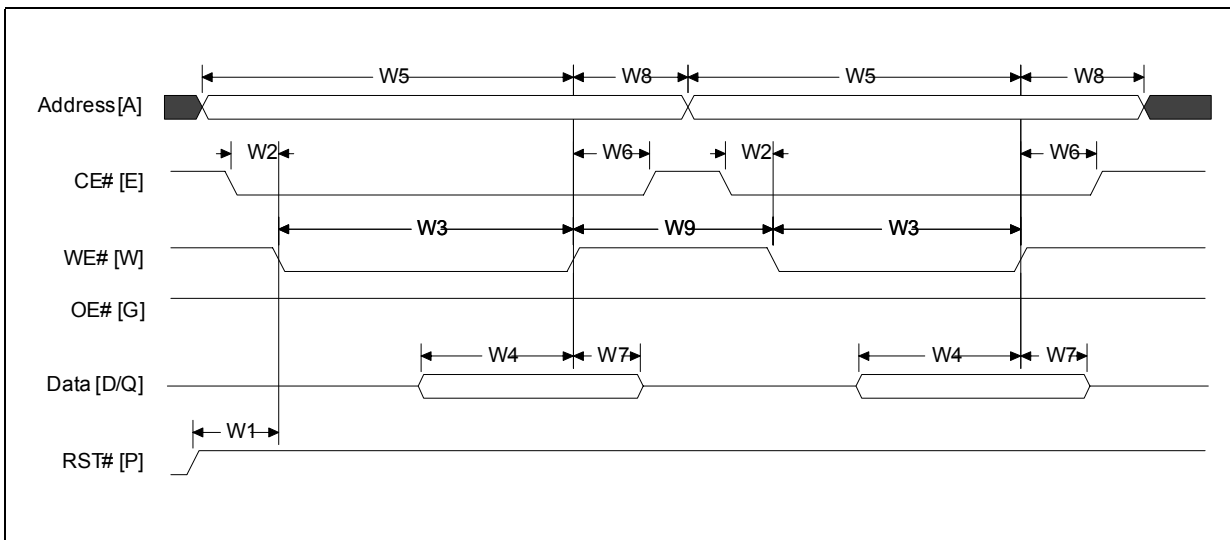 W5 W8 W5 W8
Address [A]
W2 W6 W2 W6
CE# [E]
W3 W9 W3
WE# [W]
OE# [G]
W4 W7 W4 W7
Data [D/Q]
W1
RST# [P]